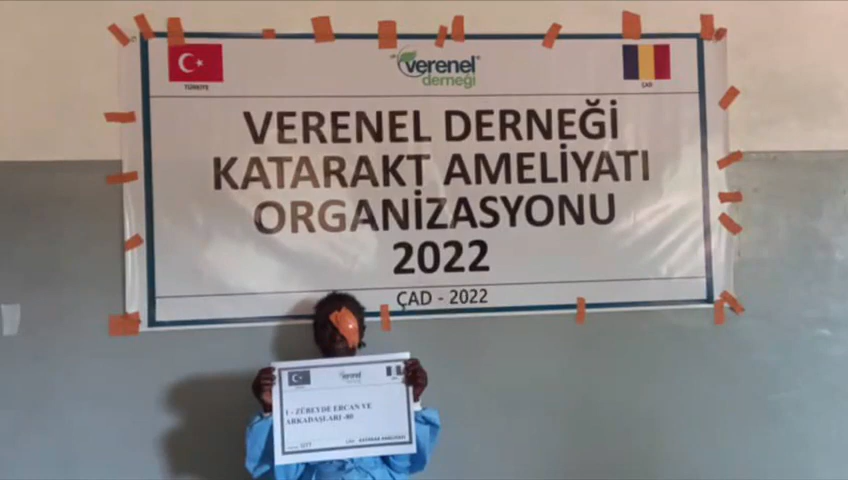 TÜRKİYE
verenel
derneği
ÇAD
VERENEL DERNEĞİ
KATARAKT AMELİYATI
ORGANİZASYONU
2022
ÇAD - 2022
verenel
1 - ZÜBEYDE ERCAN VE
ARKADAŞLARI -80